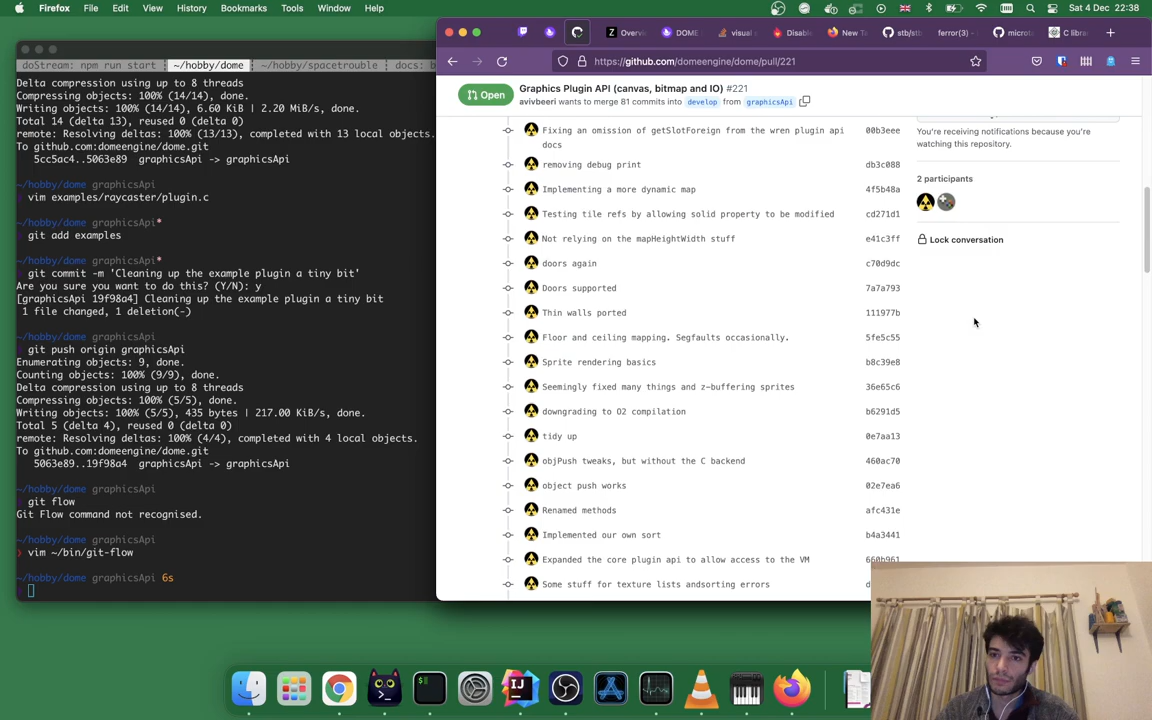 Firefox File Edit View History Bookmarks Tools Window Help Sat 4 Dec 22:38
doStream: npm run start ~/hobby/dome ~/hobby/spacetrouble docs: b
Delta compression using up to 8 threads
Compressing objects: 100% (14/14), done.
Writing objects: 100% (14/14), 6.60 KiB | 2.20 MiB/s, done.
Total 14 (delta 13), reused 0 (delta 0)
remote: Resolving deltas: 100% (13/13), completed with 13 local objects.
To github.com:domeengine/dome.git
5cc5ac4..5063e89 graphicsApi -> graphicsApi
~/hobby/dome graphicsApi
vim examples/raycaster/plugin.c
~/hobby/dome graphicsApi*
git add examples
~/hobby/dome graphicsApi*
git commit -m 'Cleaning up the example plugin a tiny bit'
Are you sure you want to do this? (Y/N): y
[graphicsApi 19f98a4] Cleaning up the example plugin a tiny bit
1 file changed, 1 deletion(-)
~/hobby/dome graphicsApi
git push origin graphicsApi
Enumerating objects: 9, done.
Counting objects: 100% (9/9), done.
Delta compression using up to 8 threads
Compressing objects: 100% (5/5), done.
Writing objects: 100% (5/5), 435 bytes | 217.00 KiB/s, done.
Total 5 (delta 4), reused 0 (delta 0)
remote: Resolving deltas: 100% (4/4), completed with 4 local objects.
To github.com:domeengine/dome.git
5063e89..19f98a4 graphicsApi -> graphicsApi
~/hobby/dome graphicsApi
git flow
Git Flow command not recognised.
~/hobby/dome graphicsApi
❯ vim ~/bin/git-flow
~/hobby/dome graphicsApi 6s
Overvi DOME visual s Disabl New Ta stb/stb ferror(3) - microt C libra
https://github.com/domeengine/dome/pull/221
Open
Graphics Plugin API (canvas, bitmap and IO) #221
avivbeeri wants to merge 81 commits into develop from graphicsApi
Fixing an omission of getSlotForeign from the wren plugin api 00b3eee
docs
removing debug print db3c088
Implementing a more dynamic map 4f5b48a
Testing tile refs by allowing solid property to be modified cd271d1
Not relying on the mapHeightWidth stuff e41c3ff
doors again c70d9dc
Doors supported 7a7a793
Thin walls ported 111977b
Floor and ceiling mapping. Segfaults occasionally. 5fe5c55
Sprite rendering basics b8c39e8
Seemingly fixed many things and z-buffering sprites 36e65c6
downgrading to O2 compilation b6291d5
tidy up 0e7aa13
objPush tweaks, but without the C backend 460ac70
object push works 02e7ea6
Renamed methods afc431e
Implemented our own sort b4a3441
Expanded the core plugin api to allow access to the VM 660b961
Some stuff for texture lists andsorting errors
You're receiving notifications because you're
watching this repository.
2 participants
Lock conversation